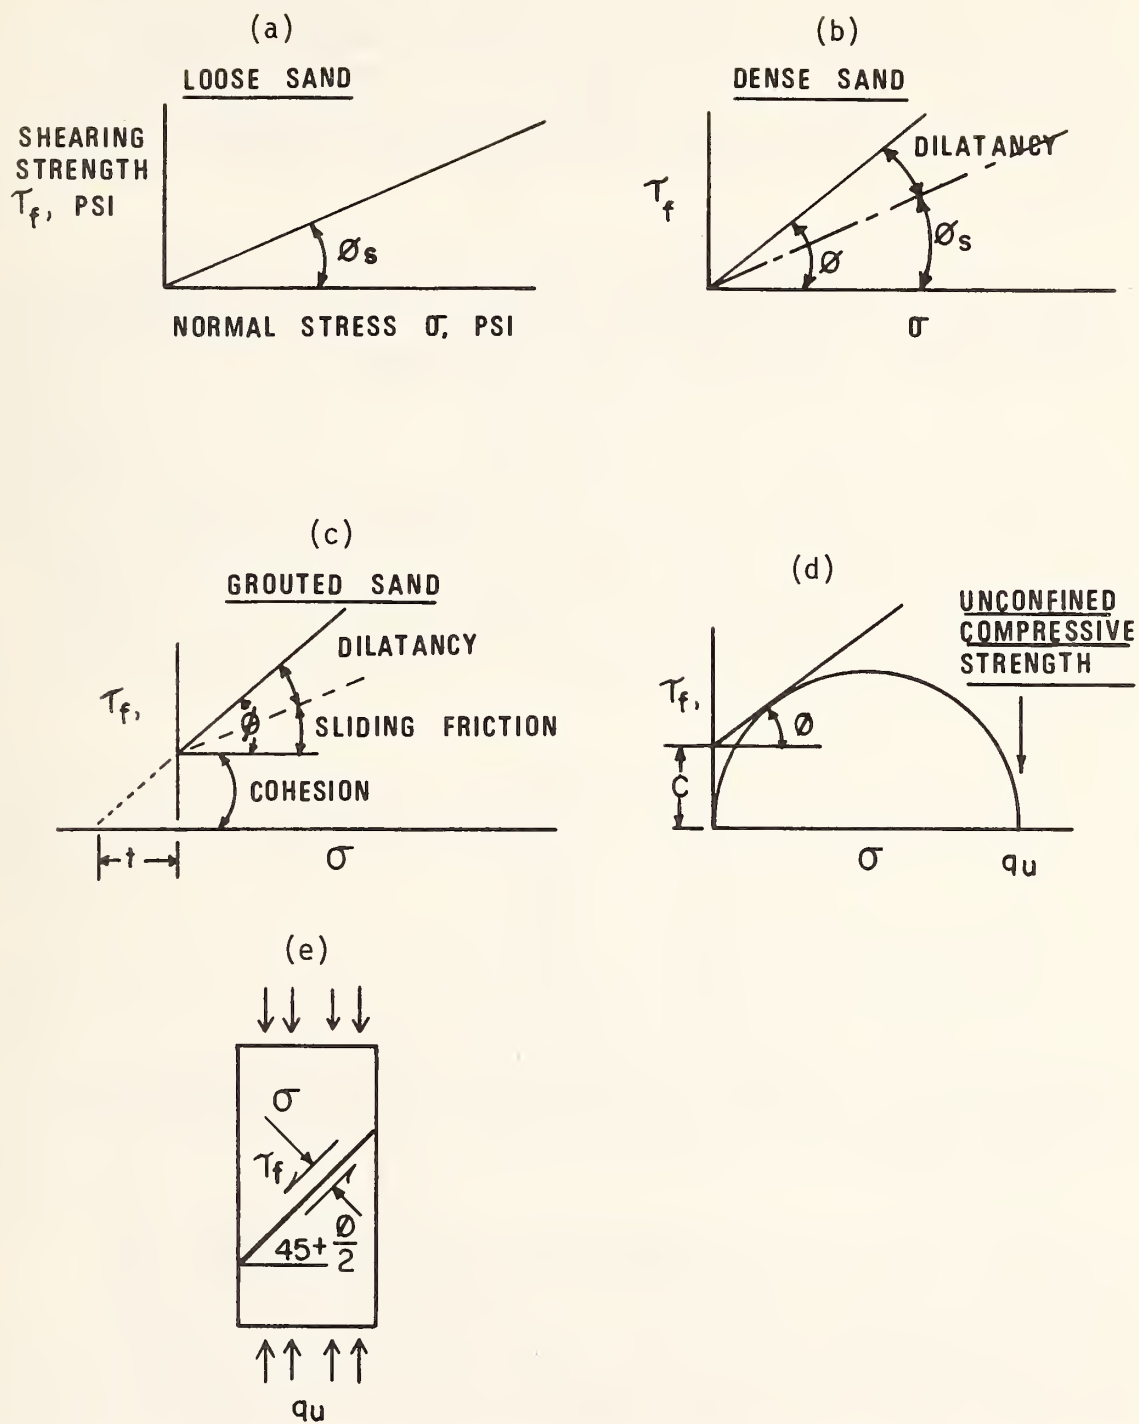 (a)
LOOSE SAND
SHEARING
STRENGTH
τf, PSI
øs
NORMAL STRESS σ, PSI
(b)
DENSE SAND
DILATANCY
τf
ø
øs
σ
(c)
GROUTED SAND
DILATANCY
τf,
ø
SLIDING FRICTION
COHESION
t
σ
(d)
UNCONFINED
COMPRESSIVE
STRENGTH
τf,
ø
C
σ
qu
(e)
σ
τf
45+ ø/2
qu